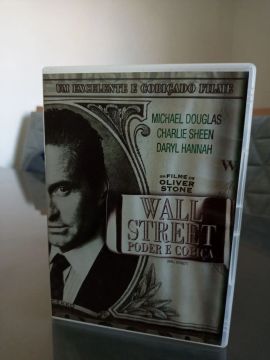 UM EXCELENTE E COBIÇADO FILME
MICHAEL DOUGLAS
CHARLIE SHEEN
DARYL HANNAH
UM FILME DE
OLIVER
STONE
W
WALL
STREET
PODER E COBIÇA